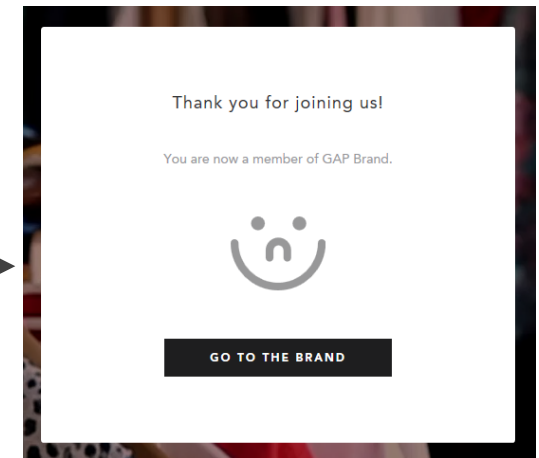 Thank you for joining us!
You are now a member of GAP Brand.
GO TO THE BRAND